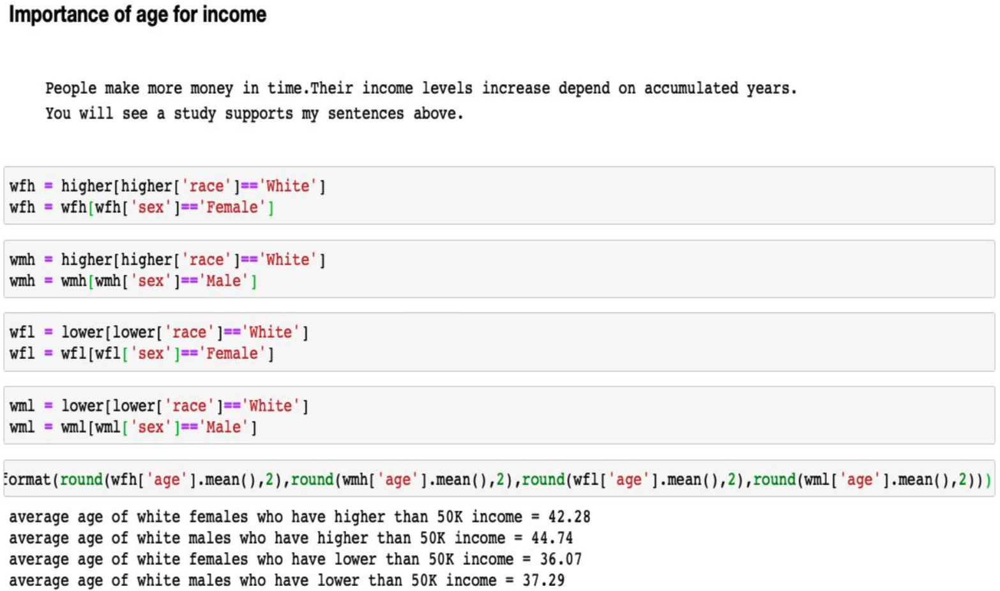 Importance of age for income
People make more money in time.Their income levels increase depend on accumulated years.
You will see a study supports my sentences above.
wfh = higher[higher['race']=='White']
wfh = wfh[wfh['sex']=='Female']
wmh = higher[higher['race']=='White']
wmh = wmh[wmh['sex']=='Male']
wfl = lower[lower['race']=='White']
wfl = wfl[wfl['sex']=='Female']
wml = lower[lower['race']=='White']
wml = wml[wml['sex']=='Male']
format(round(wfh['age'].mean(),2),round(wmh['age'].mean(),2),round(wfl['age'].mean(),2),round(wml['age'].mean(),2)))
average age of white females who have higher than 50K income = 42.28
average age of white males who have higher than 50K income = 44.74
average age of white females who have lower than 50K income = 36.07
average age of white males who have lower than 50K income = 37.29